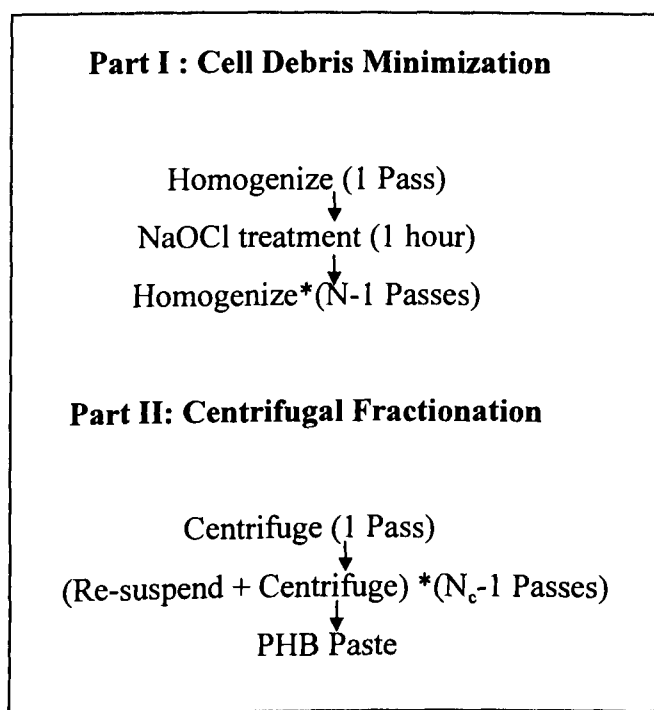 Part I : Cell Debris Minimization
Homogenize (1 Pass)
NaOCl treatment (1 hour)
Homogenize*(N-1 Passes)
Part II: Centrifugal Fractionation
Centrifuge (1 Pass)
(Re-suspend + Centrifuge) *(Nc-1 Passes)
PHB Paste